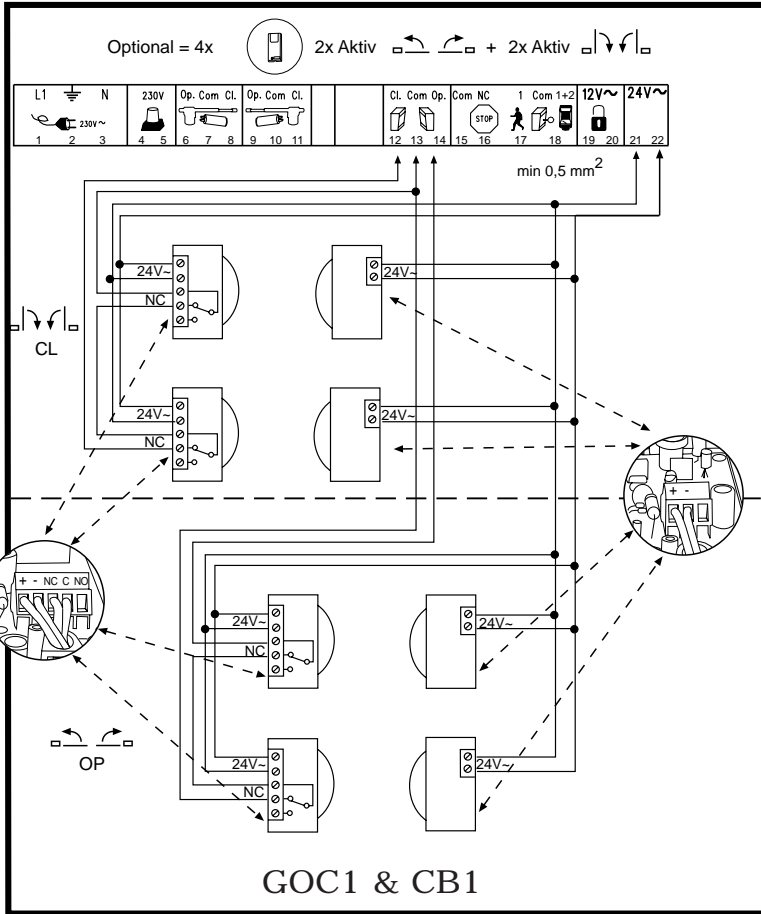 Optional = 4x 2x Aktiv + 2x Aktiv
L1 N 230V Op. Com Cl. Op. Com Cl. Cl. Com Op. Com NC 1 Com 1+2 12V~ 24V~
230V~ STOP
1 2 3 4 5 6 7 8 9 10 11 12 13 14 15 16 17 18 19 20 21 22
min 0,5 mm²
24V~ 24V~
NC
CL
24V~ 24V~
NC
+ -
+ - NC C NO
24V~ 24V~
NC
OP
24V~ 24V~
NC
GOC1 & CB1